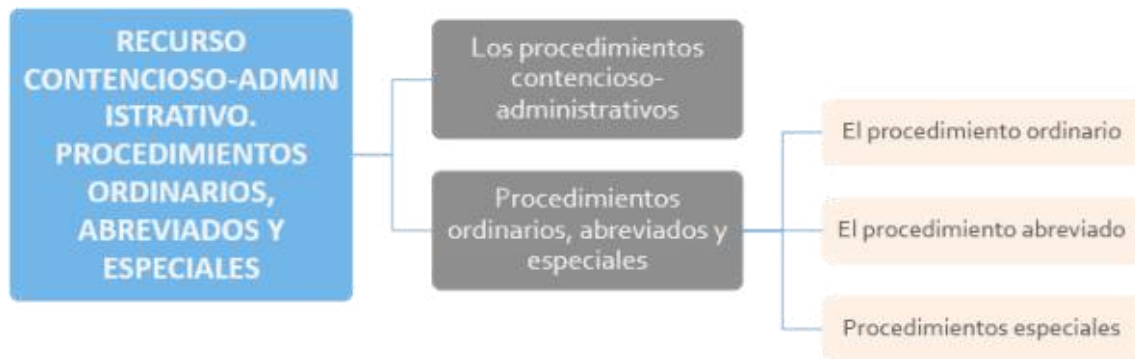 RECURSO
CONTENCIOSO-ADMIN
ISTRATIVO.
PROCEDIMIENTOS
ORDINARIOS,
ABREVIADOS Y
ESPECIALES
Los procedimientos
contencioso-
administrativos
Procedimientos
ordinarios, abreviados y
especiales
El procedimiento ordinario
El procedimiento abreviado
Procedimientos especiales